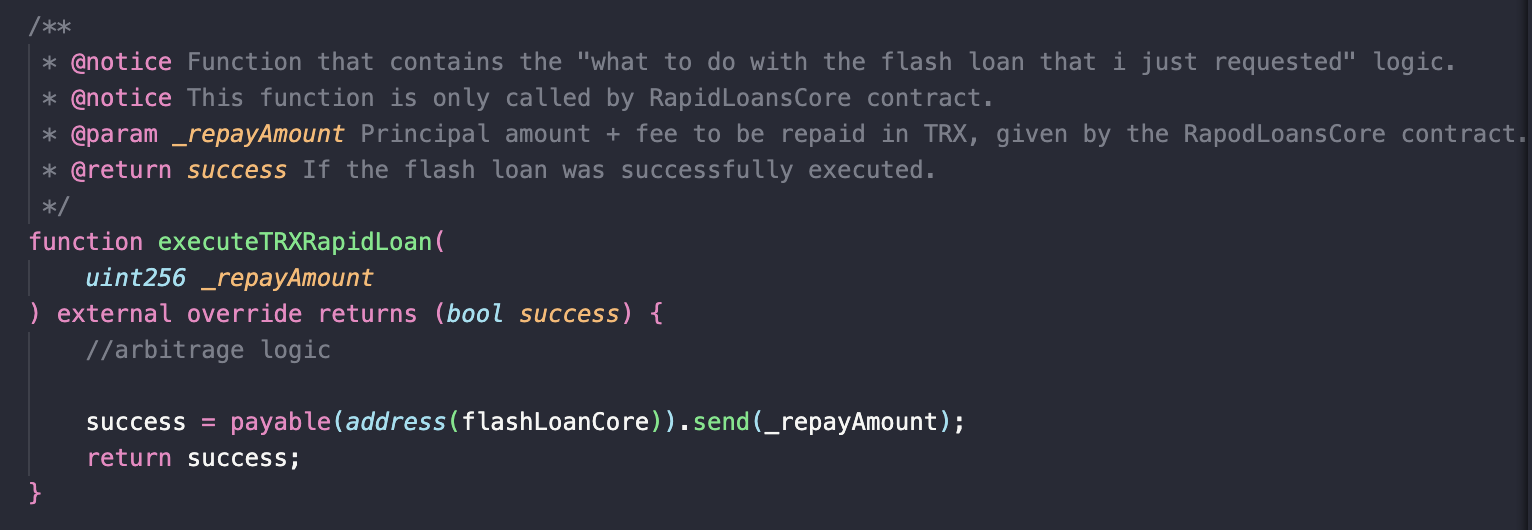 /**
* @notice Function that contains the "what to do with the flash loan that i just requested" logic.
* @notice This function is only called by RapidLoansCore contract.
* @param _repayAmount Principal amount + fee to be repaid in TRX, given by the RapodLoansCore contract.
* @return success If the flash loan was successfully executed.
*/
function executeTRXRapidLoan(
uint256 _repayAmount
) external override returns (bool success) {
//arbitrage logic
success = payable(address(flashLoanCore)).send(_repayAmount);
return success;
}